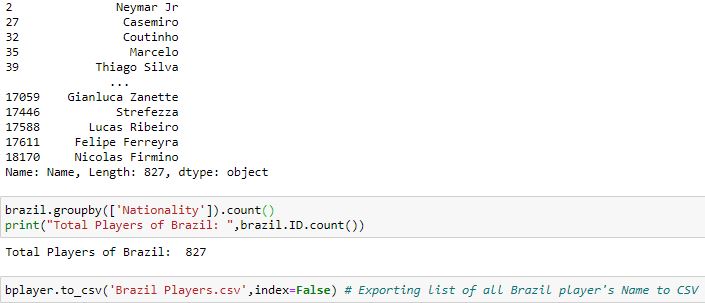 2 Neymar Jr
27 Casemiro
32 Coutinho
35 Marcelo
39 Thiago Silva
...
17059 Gianluca Zanette
17446 Strefezza
17588 Lucas Ribeiro
17611 Felipe Ferreyra
18170 Nicolas Firmino
Name: Name, Length: 827, dtype: object
brazil.groupby(['Nationality']).count()
print("Total Players of Brazil: ",brazil.ID.count())
Total Players of Brazil:  827
bplayer.to_csv('Brazil Players.csv',index=False) # Exporting list of all Brazil player's Name to CSV